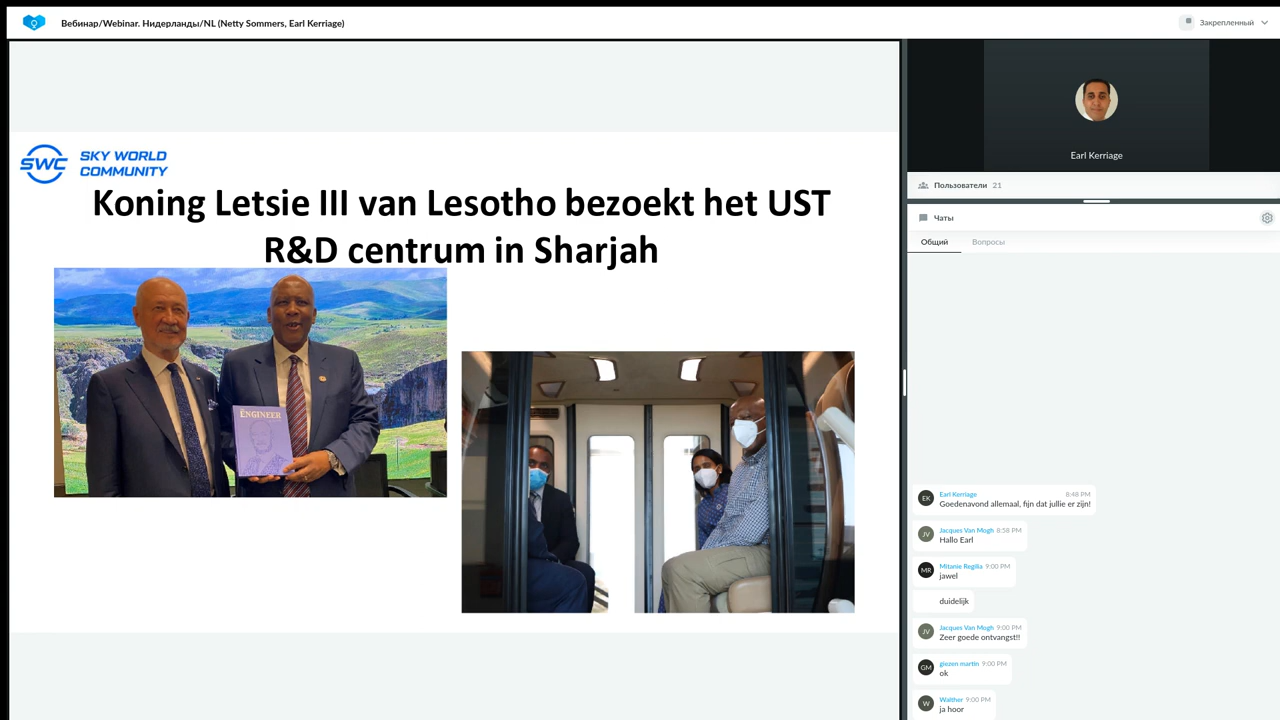 Вебинар/Webinar. Нидерланды/NL (Netty Sommers, Earl Kerriage)
Закрепленный
SWC SKY WORLD
COMMUNITY
Koning Letsie III van Lesotho bezoekt het UST
R&D centrum in Sharjah
ENGINEER
Earl Kerriage
Пользователи 21
Чаты
Общий Вопросы
EK Earl Kerriage 8:48 PM
Goedenavond allemaal, fijn dat jullie er zijn!
JV Jacques Van Mogh 8:58 PM
Hallo Earl
MR Mitanie Regilia 9:00 PM
jawel
duidelijk
JV Jacques Van Mogh 9:00 PM
Zeer goede ontvangst!!
GM giezen martin 9:00 PM
ok
W Walther 9:00 PM
ja hoor